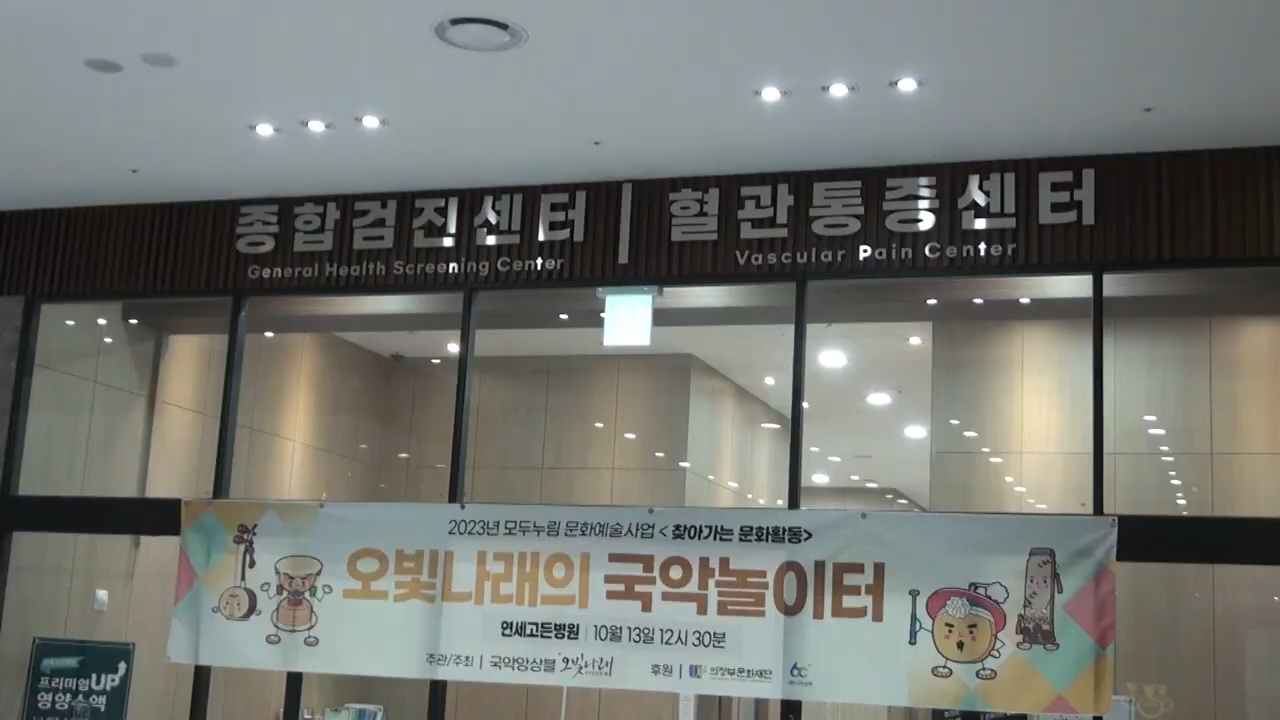 종합검진센터 | 혈관통증센터
General Health Screening Center
Vascular Pain Center
2023년 모두누림 문화예술사업 < 찾아가는 문화활동>
오빛나래의 국악놀이터
연세고든병원 | 10월 13일 12시 30분
주관/주최 | 국악앙상블 오빛나래 후원 | 의정부문화재단
프리미엄UP
영양수액